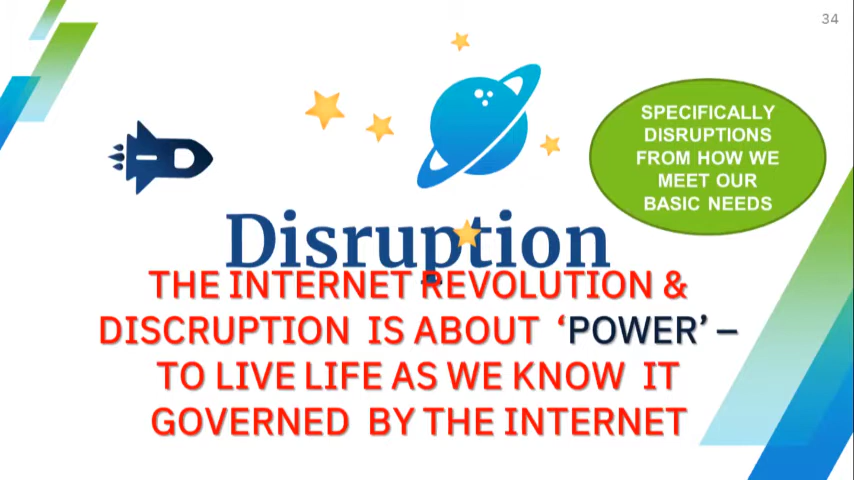 34
SPECIFICALLY
DISRUPTIONS
FROM HOW WE
MEET OUR
BASIC NEEDS
Disruption
THE INTERNET REVOLUTION &
DISCRUPTION IS ABOUT ‘POWER’ –
TO LIVE LIFE AS WE KNOW IT
GOVERNED BY THE INTERNET